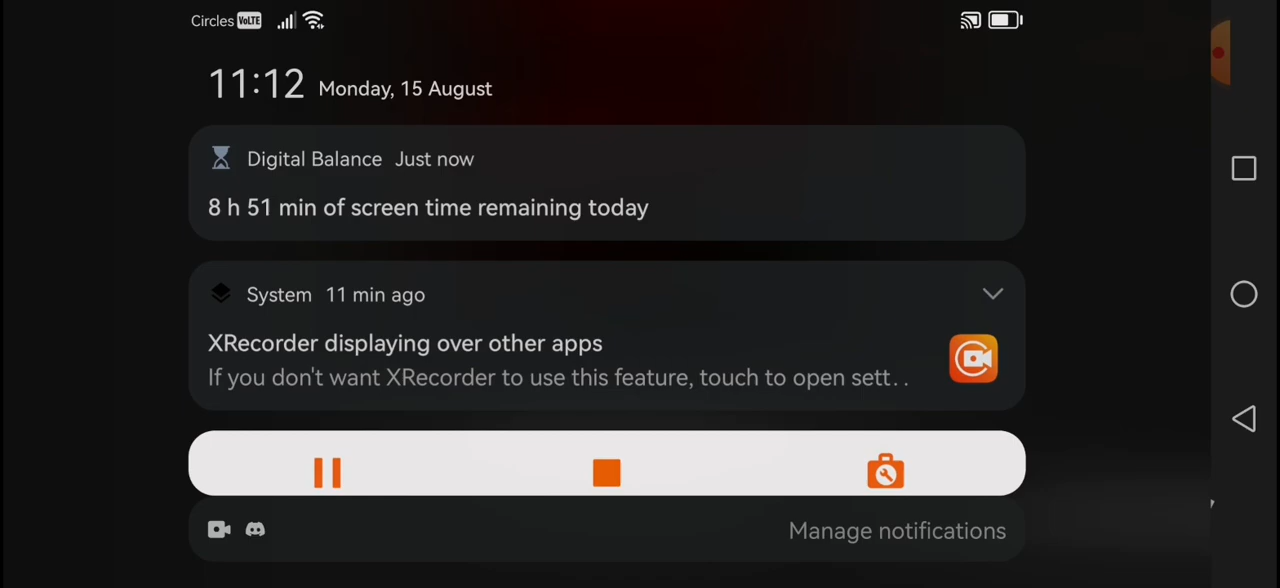 Circles VoLTE
11:12 Monday, 15 August
Digital Balance Just now
8 h 51 min of screen time remaining today
System 11 min ago
XRecorder displaying over other apps
If you don't want XRecorder to use this feature, touch to open sett. .
Manage notifications